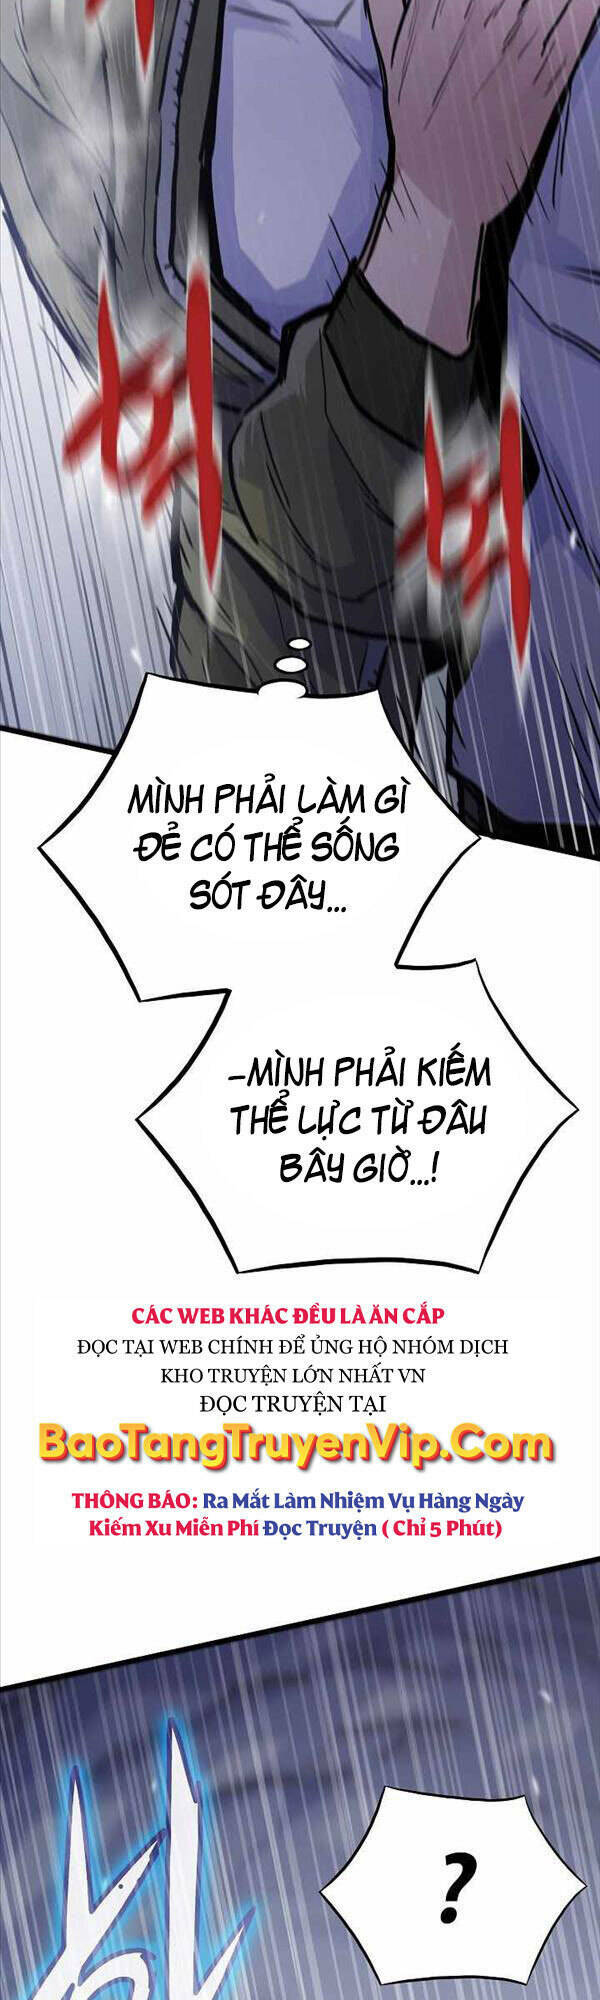 MÌNH PHẢI LÀM GÌ
ĐẺ CÓ THỂ SỐNG
SÓT ĐÂY...
-MÌNH PHẢI KIẾM
THỂ LỰC TỪ ĐÂU
BÂY GIỜ...!
CÁC WEB KHÁC ĐỀU LÀ ĂN CẮP
ĐỌC TẠI WEB CHÍNH ĐỂ ỦNG HỘ NHÓM DỊCH
KHO TRUYỆN LỚN NHẤT VN
ĐỌC TRUYỆN TẠI
BaoTangTruyenVip.Com
THÔNG BÁO: Ra Mắt Làm Nhiệm Vụ Hàng Ngày
Kiếm Xu Miễn Phí Đọc Truyện ( Chỉ 5 Phút)
?